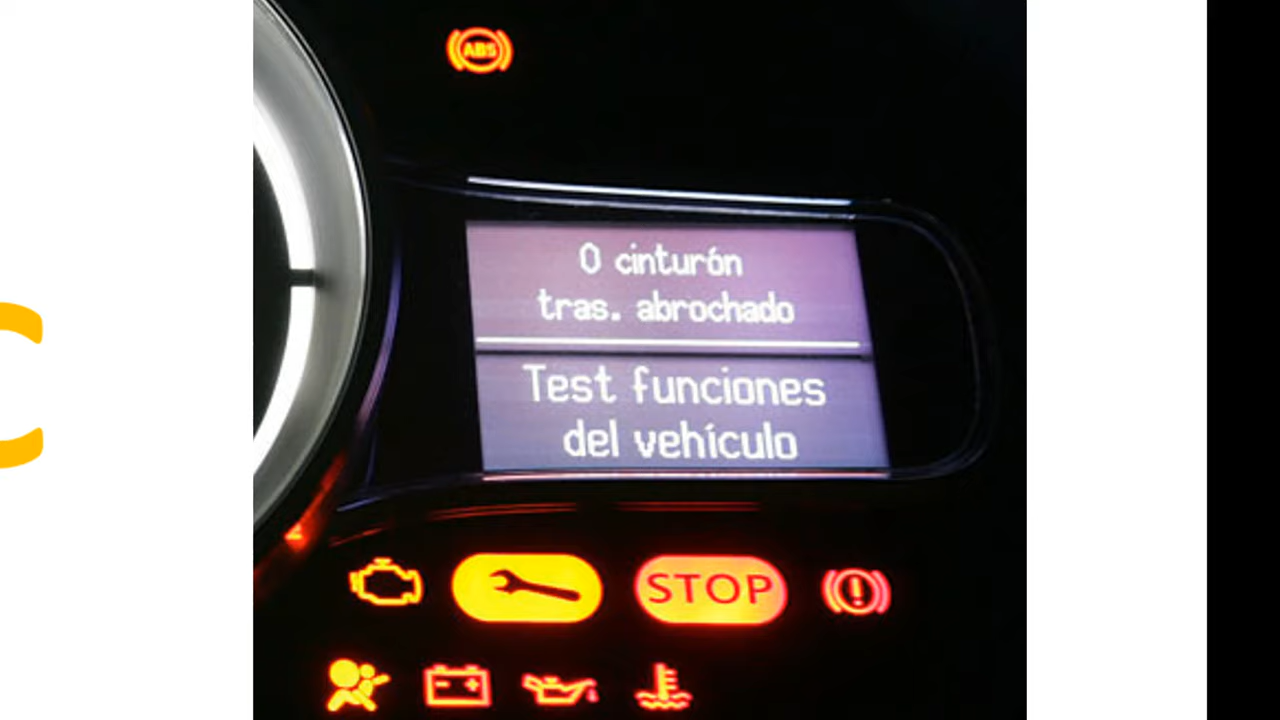 ABS
0 cinturón
tras. abrochado
Test funciones
del vehículo
STOP